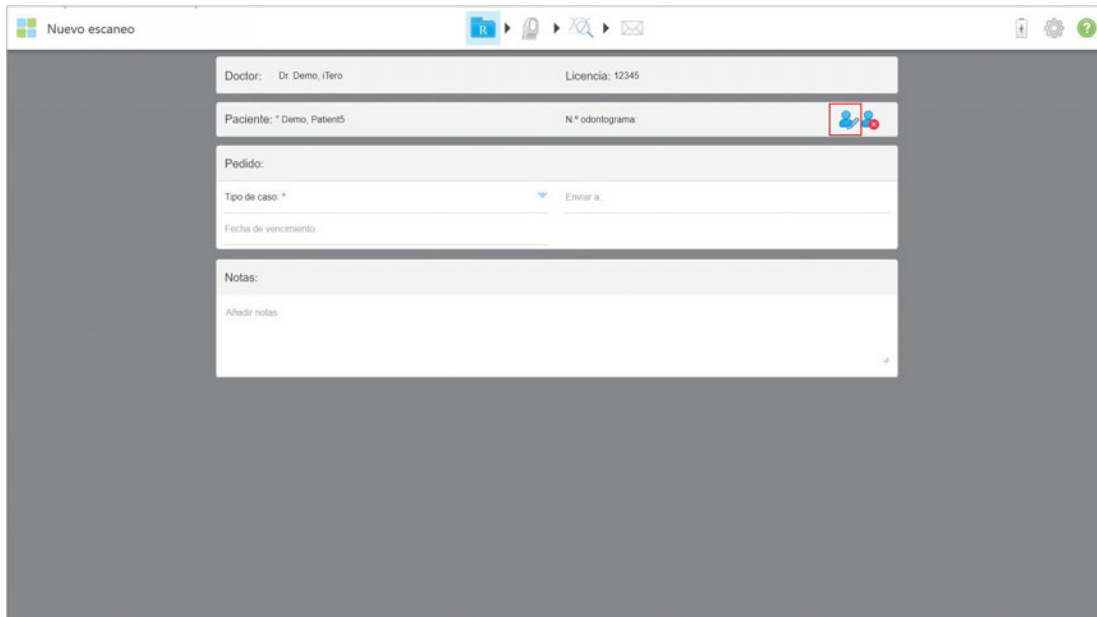 Nuevo escaneo
R
?
Doctor: Dr. Demo, iTero Licencia: 12345
Paciente: * Demo, Patient5 N.º odontograma:
Pedido:
Tipo de caso: * Enviar a:
Fecha de vencimiento:
Notas:
Añadir notas